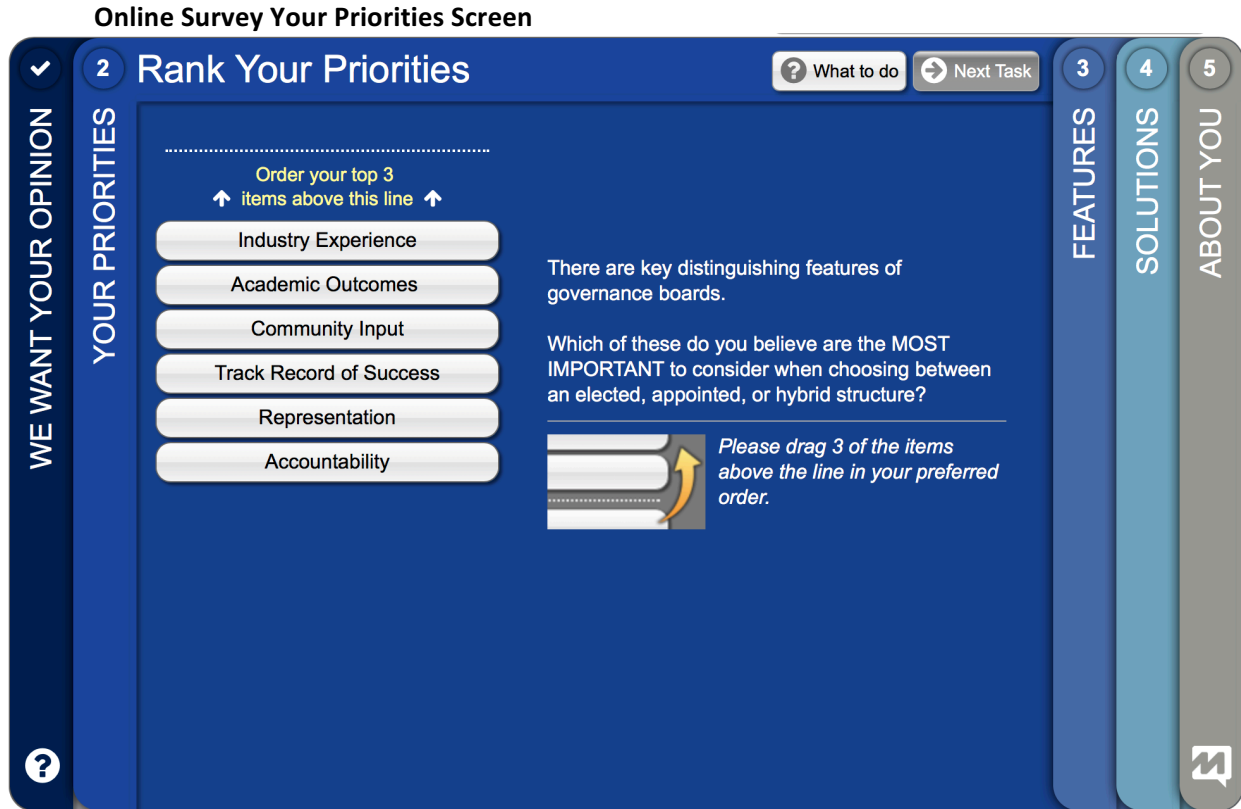 Online Survey Your Priorities Screen
WE WANT YOUR OPINION
2
YOUR PRIORITIES
Rank Your Priorities
What to do
Next Task
Order your top 3
items above this line
Industry Experience
Academic Outcomes
Community Input
Track Record of Success
Representation
Accountability
There are key distinguishing features of
governance boards.
Which of these do you believe are the MOST
IMPORTANT to consider when choosing between
an elected, appointed, or hybrid structure?
Please drag 3 of the items
above the line in your preferred
order.
3
FEATURES
4
SOLUTIONS
5
ABOUT YOU